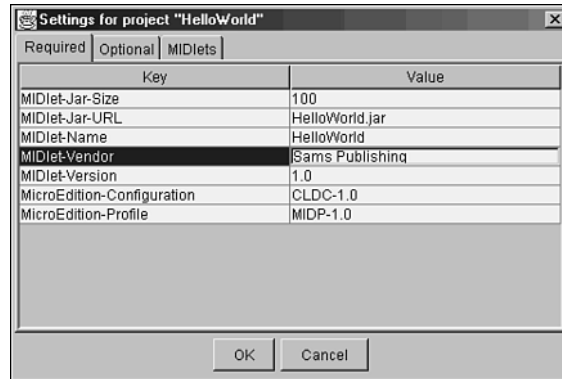 Settings for project "HelloWorld"
Required Optional MIDlets
Key Value
MIDlet-Jar-Size 100
MIDlet-Jar-URL HelloWorld.jar
MIDlet-Name HelloWorld
MIDlet-Vendor Sams Publishing
MIDlet-Version 1.0
MicroEdition-Configuration CLDC-1.0
MicroEdition-Profile MIDP-1.0
OK Cancel